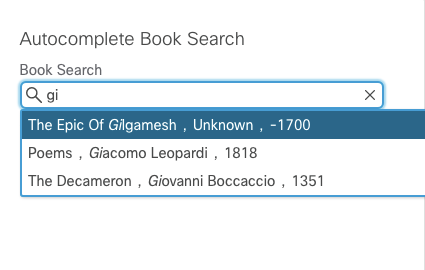 Autocomplete Book Search
Book Search
gi
The Epic Of Gilgamesh , Unknown , -1700
Poems , Giacomo Leopardi , 1818
The Decameron , Giovanni Boccaccio , 1351